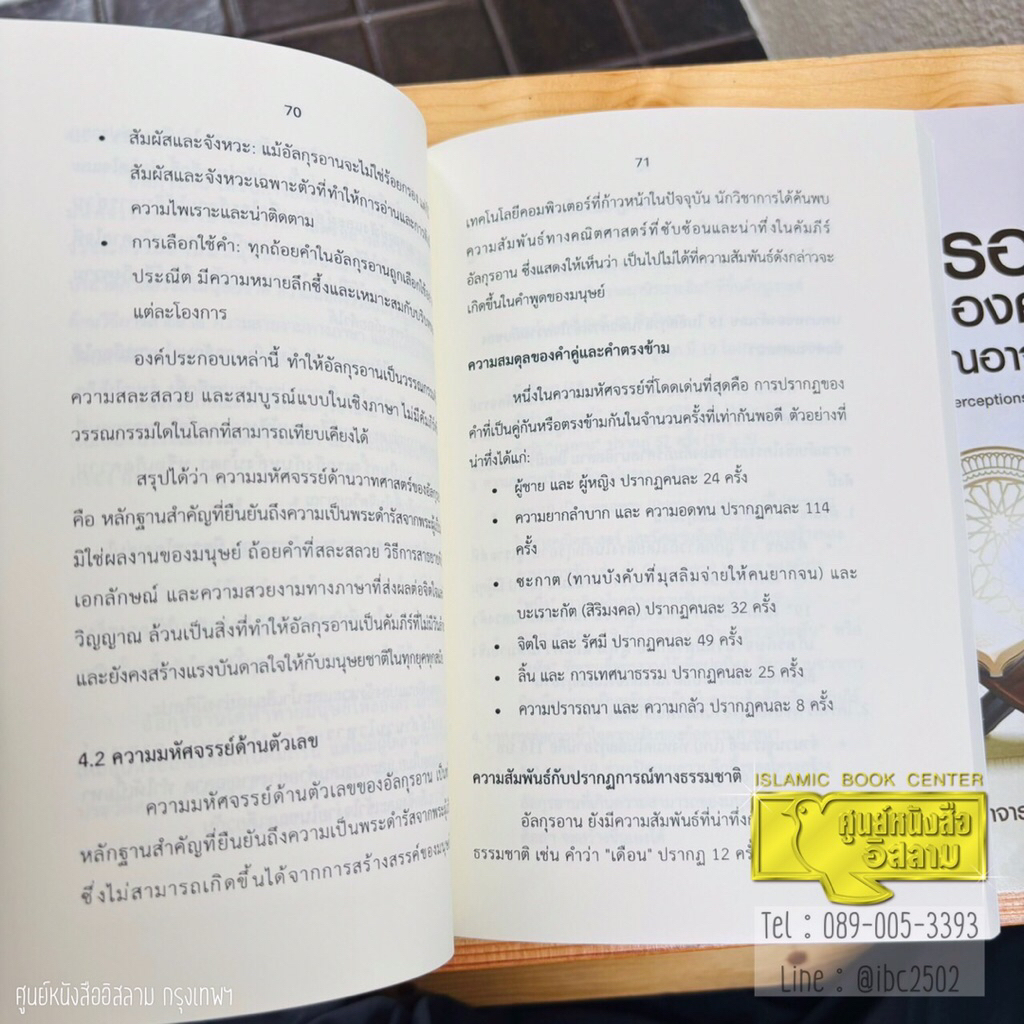 70
• สัมผัสและจังหวะ: แม้อัลกุรอานจะไม่ใช่ร้อยกรอง
สัมผัสและจังหวะเฉพาะตัวที่ทำให้การอ่านและการ
ความไพเราะและน่าติดตาม
• การเลือกใช้คำ: ทุกถ้อยคำในอัลกุรอานถูกเลือก
ประณีต มีความหมายลึกซึ้งและเหมาะสมกับ
แต่ละโองการ
องค์ประกอบเหล่านี้ ทำให้อัลกุรอานเป็นวรรณกรรม
ความสละสลวย และสมบูรณ์แบบในเชิงภาษา ไม่มี
วรรณกรรมใดในโลกที่สามารถเทียบเคียงได้
สรุปได้ว่า ความมหัศจรรย์ด้านวาทศาสตร์ของ
คือ หลักฐานสำคัญที่ยืนยันถึงความเป็นพระดำรัสจาก
มิใช่ผลงานของมนุษย์ ถ้อยคำที่สละสลวย วิธีการ
เอกลักษณ์ และความสวยงามทางภาษาที่ส่งผลต่อ
วิญญาณ ล้วนเป็นสิ่งที่ทำให้อัลกุรอานเป็นคัมภีร์ที่
และยังคงสร้างแรงบันดาลใจให้กับมนุษยชาติในทุกยุค
4.2 ความมหัศจรรย์ด้านตัวเลข
ความมหัศจรรย์ด้านตัวเลขของอัลกุรอาน
หลักฐานสำคัญที่ยืนยันถึงความเป็นพระดำรัสจาก
ซึ่งไม่สามารถเกิดขึ้นได้จากการสร้างสรรค์ของ
71
เทคโนโลยีคอมพิวเตอร์ที่ก้าวหน้าในปัจจุบัน นักวิชาการได้ค้นพบ
ความสัมพันธ์ทางคณิตศาสตร์ที่ซับซ้อนและน่าทึ่งในคัมภีร์
อัลกุรอาน ซึ่งแสดงให้เห็นว่า เป็นไปไม่ได้ที่ความสัมพันธ์ดังกล่าวจะ
เกิดขึ้นในคำพูดของมนุษย์
ความสมดุลของคำคู่และคำตรงข้าม
หนึ่งในความมหัศจรรย์ที่โดดเด่นที่สุดคือ การปรากฏของ
คำที่เป็นคู่กันหรือตรงข้ามกันในจำนวนครั้งที่เท่ากันพอดี ตัวอย่างที่
น่าทึ่งได้แก่:
• ผู้ชาย และ ผู้หญิง ปรากฏคนละ 24 ครั้ง
• ความยากลำบาก และ ความอดทน ปรากฏคนละ 114
ครั้ง
• ซะกาต (ทานบังคับที่มุสลิมจ่ายให้คนยากจน) และ
บะเราะกัต (สิริมงคล) ปรากฏคนละ 32 ครั้ง
• จิตใจ และ รัศมี ปรากฏคนละ 49 ครั้ง
• ลิ้น และ การเทศนาธรรม ปรากฏคนละ 25 ครั้ง
• ความปรารถนา และ ความกลัว ปรากฏคนละ 8 ครั้ง
ความสัมพันธ์กับปรากฏการณ์ทางธรรมชาติ
อัลกุรอาน ยังมีความสัมพันธ์ที่น่าทึ่ง
ธรรมชาติ เช่น คำว่า "เดือน" ปรากฏ 12
erceptions
ISLAMIC BOOK CENTER
ศูนย์หนังสือ
อิสลาม
Tel : 089-005-3393
Line : @ibc2502
ศูนย์หนังสืออิสลาม กรุงเทพฯ